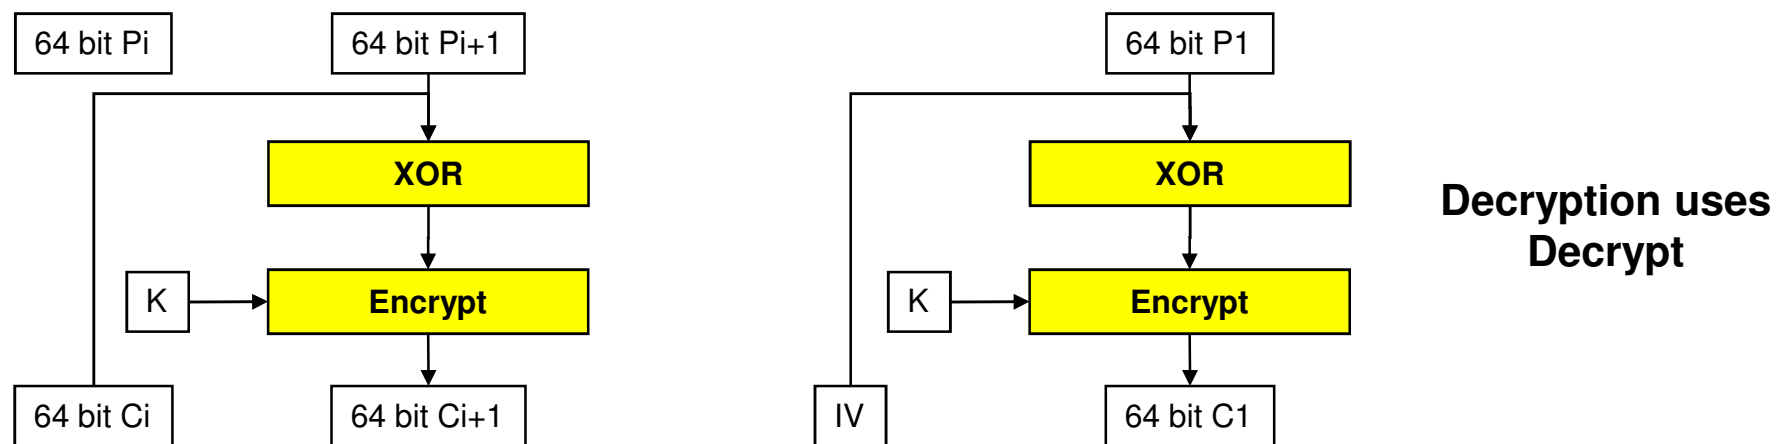 64 bit Pi
64 bit Pi+1
XOR
K
Encrypt
64 bit Ci
64 bit Ci+1
64 bit P1
XOR
K
Encrypt
IV
64 bit C1
Decryption uses
Decrypt